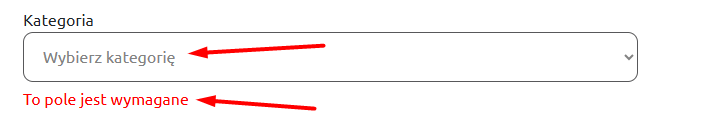 Kategoria
Wybierz kategorię
To pole jest wymagane